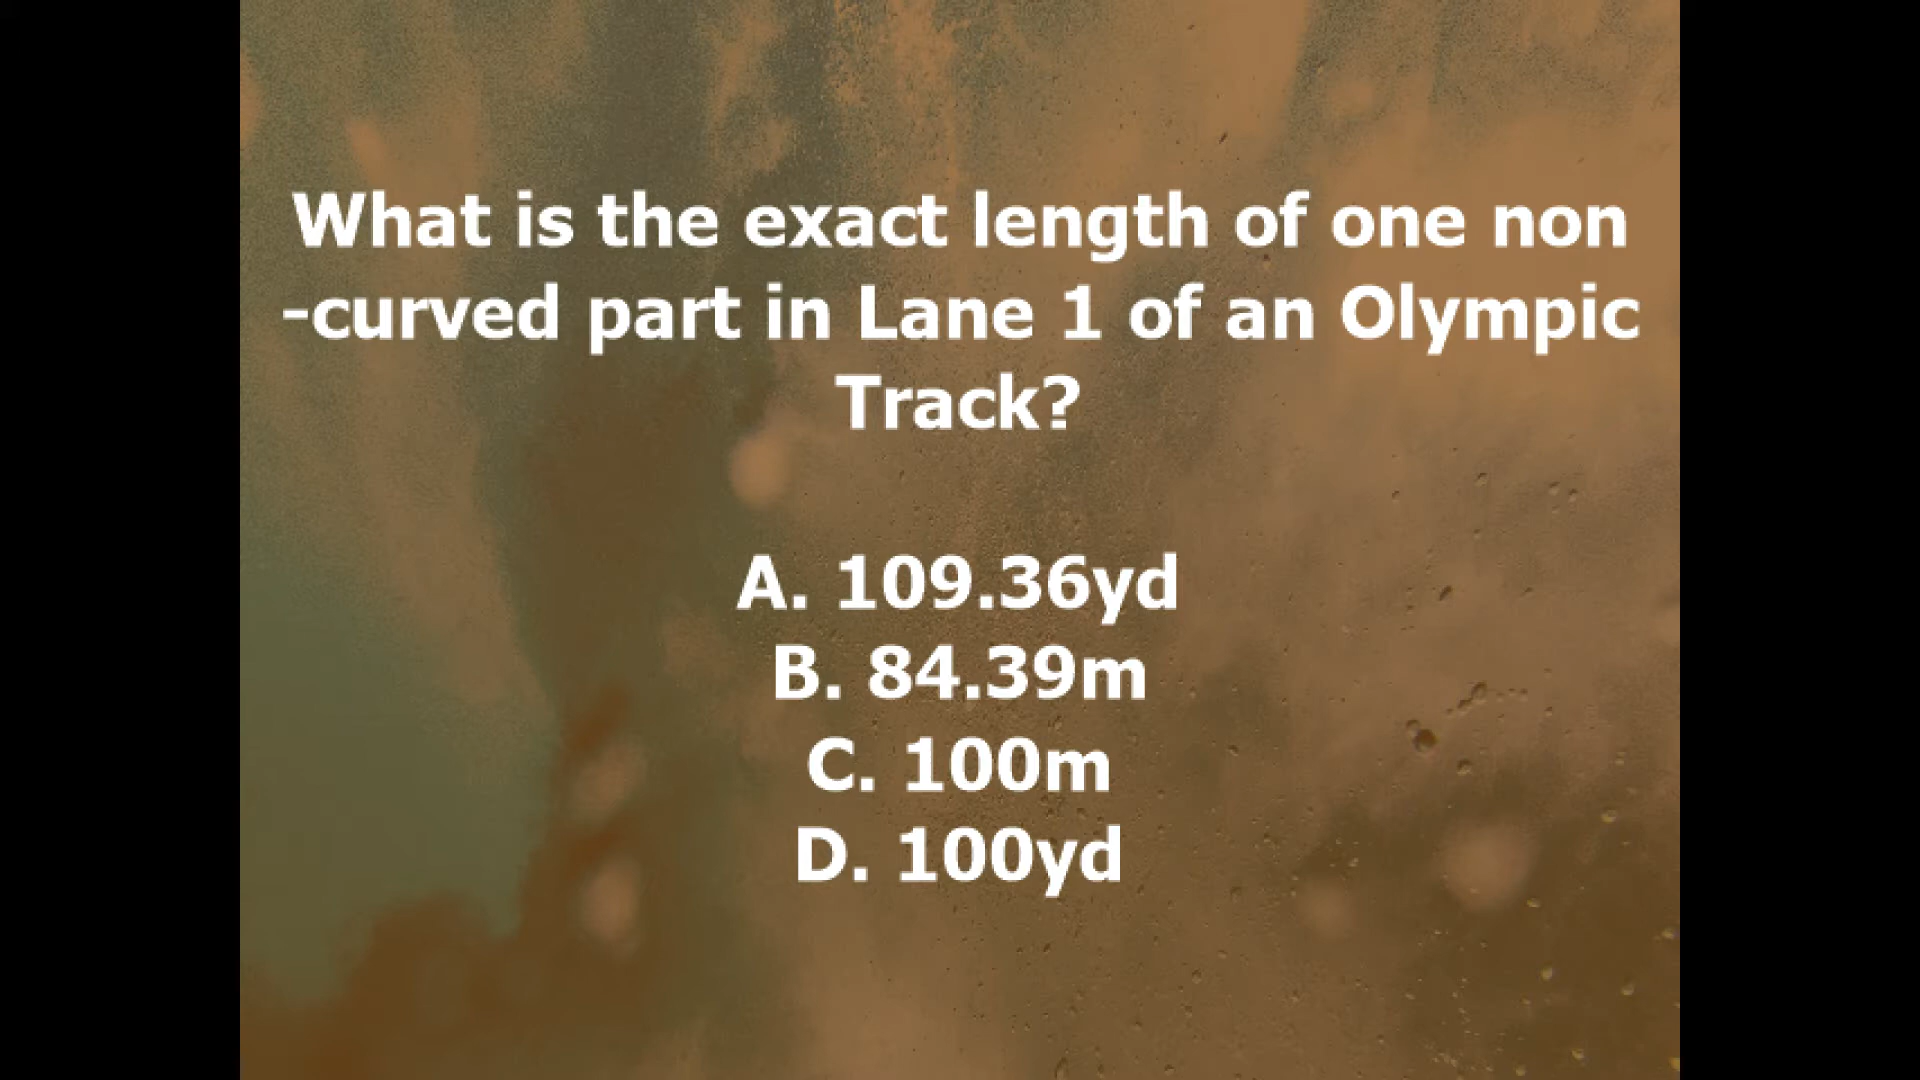 What is the exact length of one non
-curved part in Lane 1 of an Olympic
Track?
A. 109.36yd
B. 84.39m
C. 100m
D. 100yd